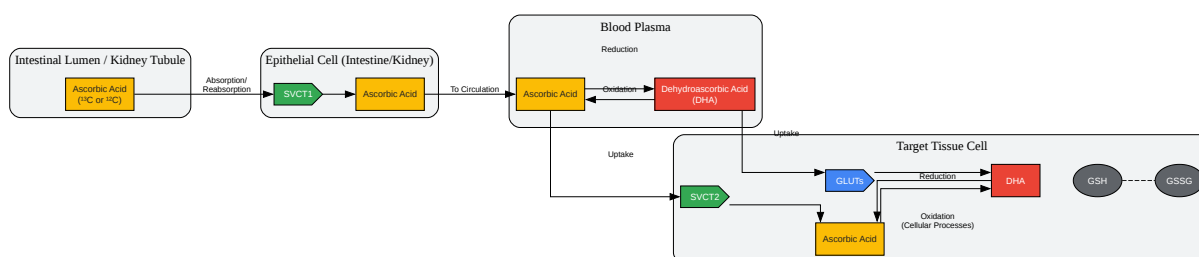 Intestinal Lumen / Kidney Tubule
Ascorbic Acid
(¹³C or ¹²C)
Absorption/
Reabsorption
Epithelial Cell (Intestine/Kidney)
SVCT1
Ascorbic Acid
To Circulation
Blood Plasma
Reduction
Ascorbic Acid
Oxidation
Dehydroascorbic Acid
(DHA)
Uptake
Uptake
Target Tissue Cell
SVCT2
GLUTs
Reduction
DHA
GSH
GSSG
Ascorbic Acid
Oxidation
(Cellular Processes)